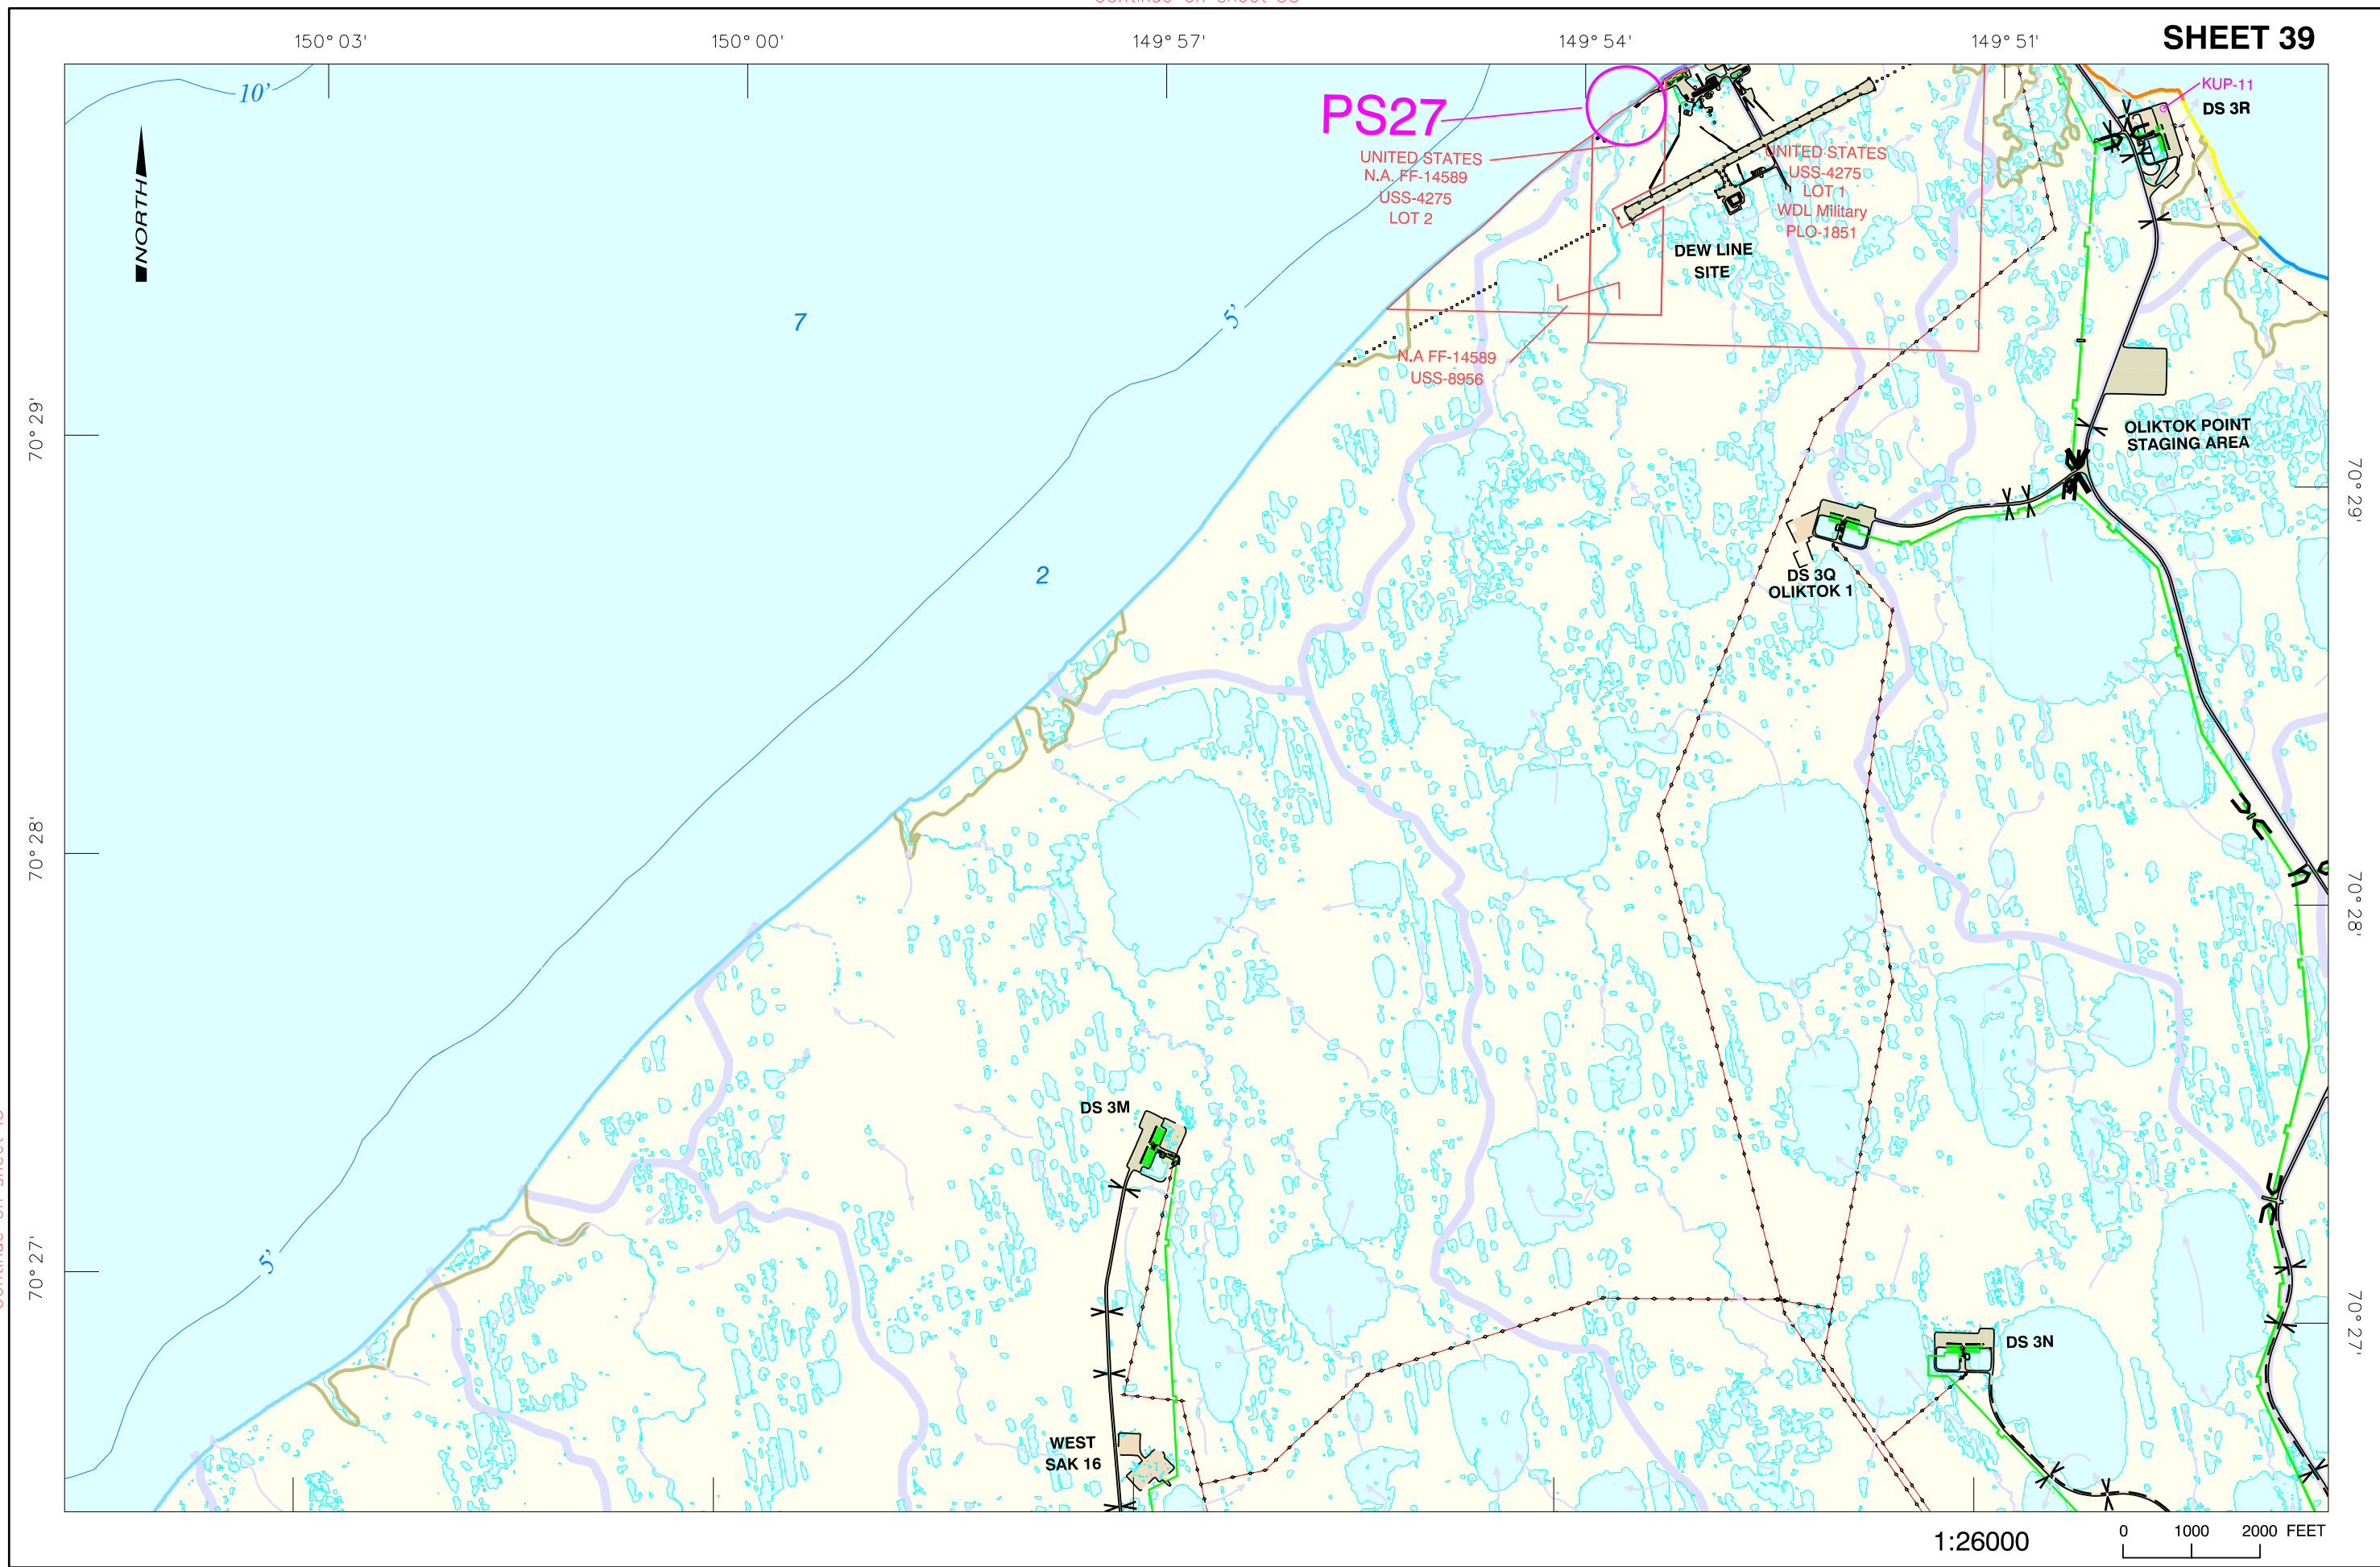 150° 03'
150° 00'
149° 57'
149° 54'
149° 51'
SHEET 39
10'
NORTH
PS27
KUP-11
DS 3R
UNITED STATES
N.A. FF-14589
USS-4275
LOT 2
UNITED STATES
USS-4275
LOT 1
WDL Military
PLO-1851
DEW LINE
SITE
7
5'
N.A FF-14589
USS-8956
70° 29'
OLIKTOK POINT
STAGING AREA
70° 29'
2
DS 3Q
OLIKTOK 1
70° 28'
70° 28'
DS 3M
5'
70° 27'
70° 27'
DS 3N
WEST
SAK 16
1:26000
0 1000 2000 FEET